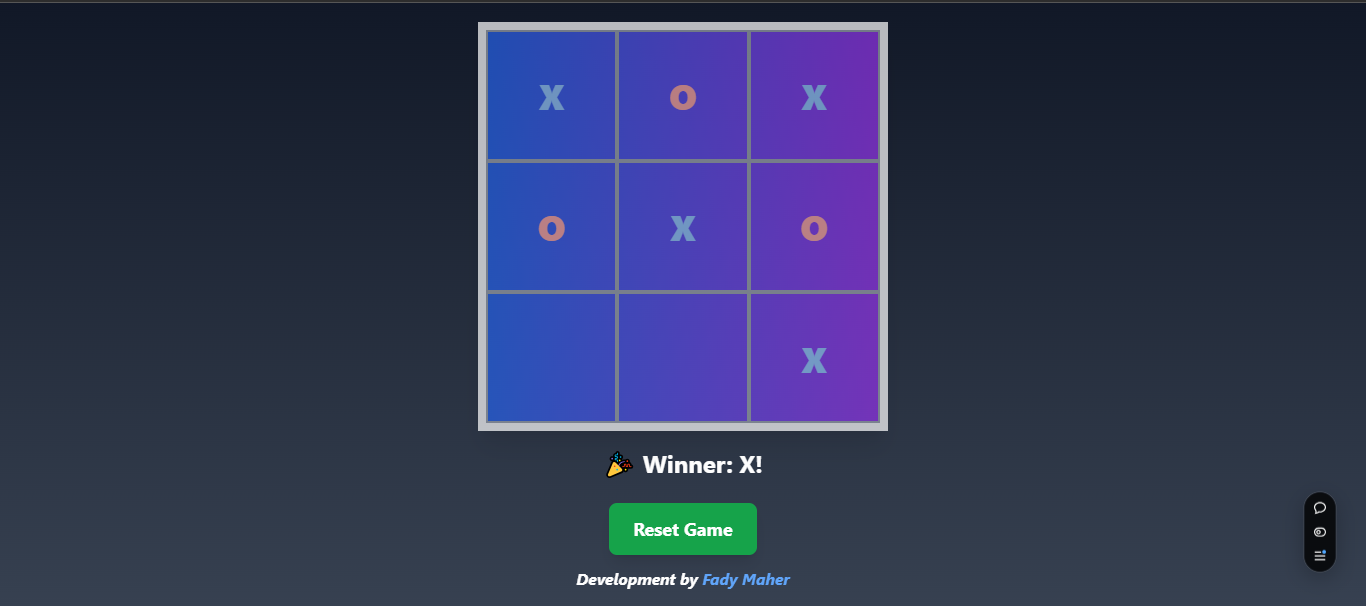 X O X
O X O
X
🎉 Winner: X!
Reset Game
Development by Fady Maher